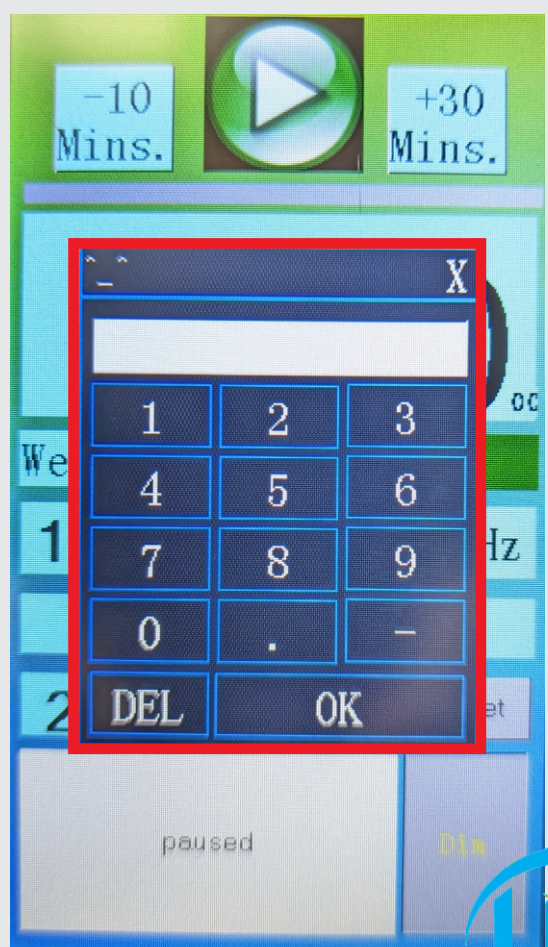 -10
Mins.
+30
Mins.
^_^
X
1 2 3
4 5 6
7 8 9
0 . -
DEL OK
We
1
Hz
2
et
paused
Dim